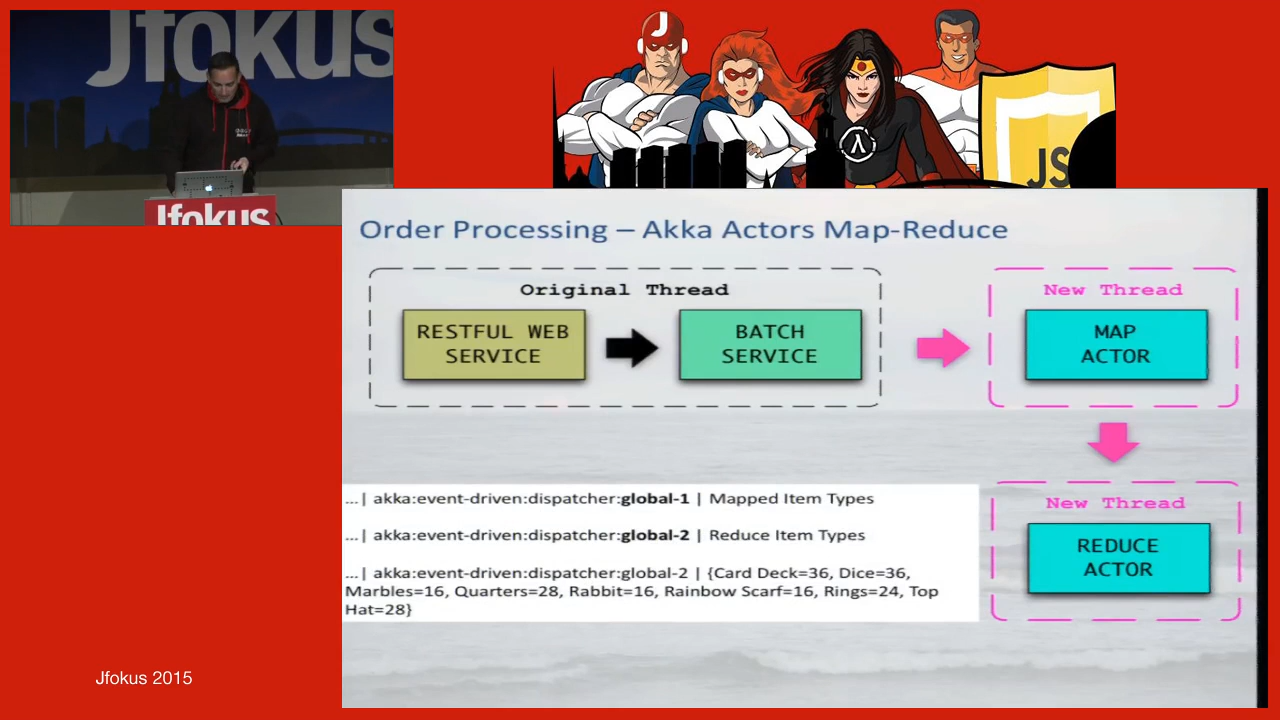 Jfokus
Jfokus
J
λ
JS
Order Processing – Akka Actors Map-Reduce
Original Thread
New Thread
RESTFUL WEB
SERVICE
BATCH
SERVICE
MAP
ACTOR
...| akka:event-driven:dispatcher:global-1 | Mapped Item Types
...| akka:event-driven:dispatcher:global-2 | Reduce Item Types
...| akka:event-driven:dispatcher:global-2 | {Card Deck=36, Dice=36,
Marbles=16, Quarters=28, Rabbit=16, Rainbow Scarf=16, Rings=24, Top
Hat=28}
New Thread
REDUCE
ACTOR
Jfokus 2015